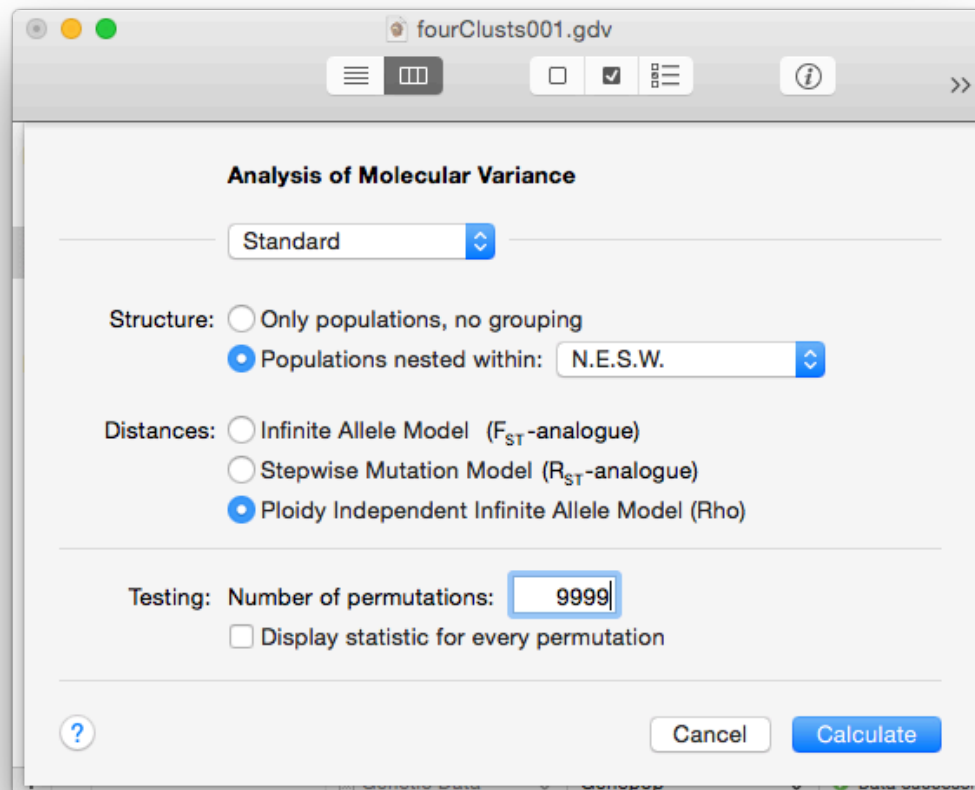 fourClusts001.gdv
Analysis of Molecular Variance
Standard
Structure: Only populations, no grouping
Populations nested within: N.E.S.W.
Distances: Infinite Allele Model (FST-analogue)
Stepwise Mutation Model (RST-analogue)
Ploidy Independent Infinite Allele Model (Rho)
Testing: Number of permutations: 9999
Display statistic for every permutation
? Cancel Calculate